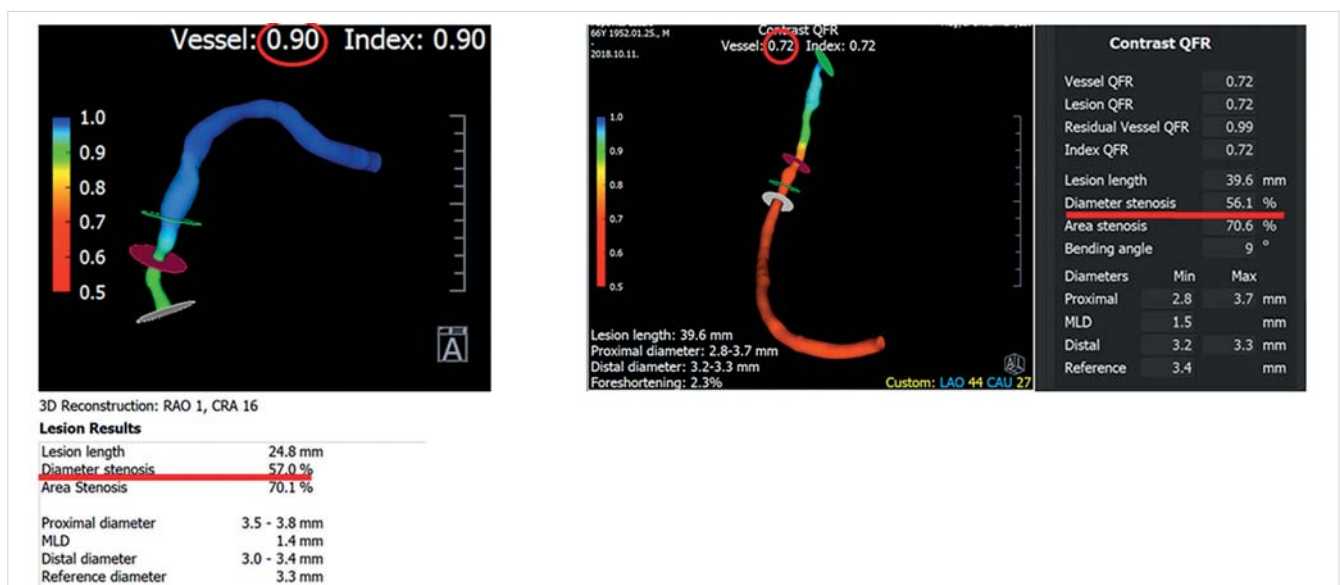 Vessel: 0.90 Index: 0.90
1.0
0.9
0.8
0.7
0.6
0.5
A
3D Reconstruction: RAO 1, CRA 16
Lesion Results
Lesion length 24.8 mm
Diameter stenosis 57.0 %
Area Stenosis 70.1 %
Proximal diameter 3.5 - 3.8 mm
MLD 1.4 mm
Distal diameter 3.0 - 3.4 mm
Reference diameter 3.3 mm
66Y 1952.01.25., M
-
2018.10.11.
Contrast QFR
Vessel: 0.72 Index: 0.72
1.0
0.9
0.8
0.7
0.6
0.5
Lesion length: 39.6 mm
Proximal diameter: 2.8-3.7 mm
Distal diameter: 3.2-3.3 mm
Foreshortening: 2.3%
Custom: LAO 44 CAU 27
Contrast QFR
Vessel QFR 0.72
Lesion QFR 0.72
Residual Vessel QFR 0.99
Index QFR 0.72
Lesion length 39.6 mm
Diameter stenosis 56.1 %
Area stenosis 70.6 %
Bending angle 9 °
Diameters Min Max
Proximal 2.8 3.7 mm
MLD 1.5 mm
Distal 3.2 3.3 mm
Reference 3.4 mm